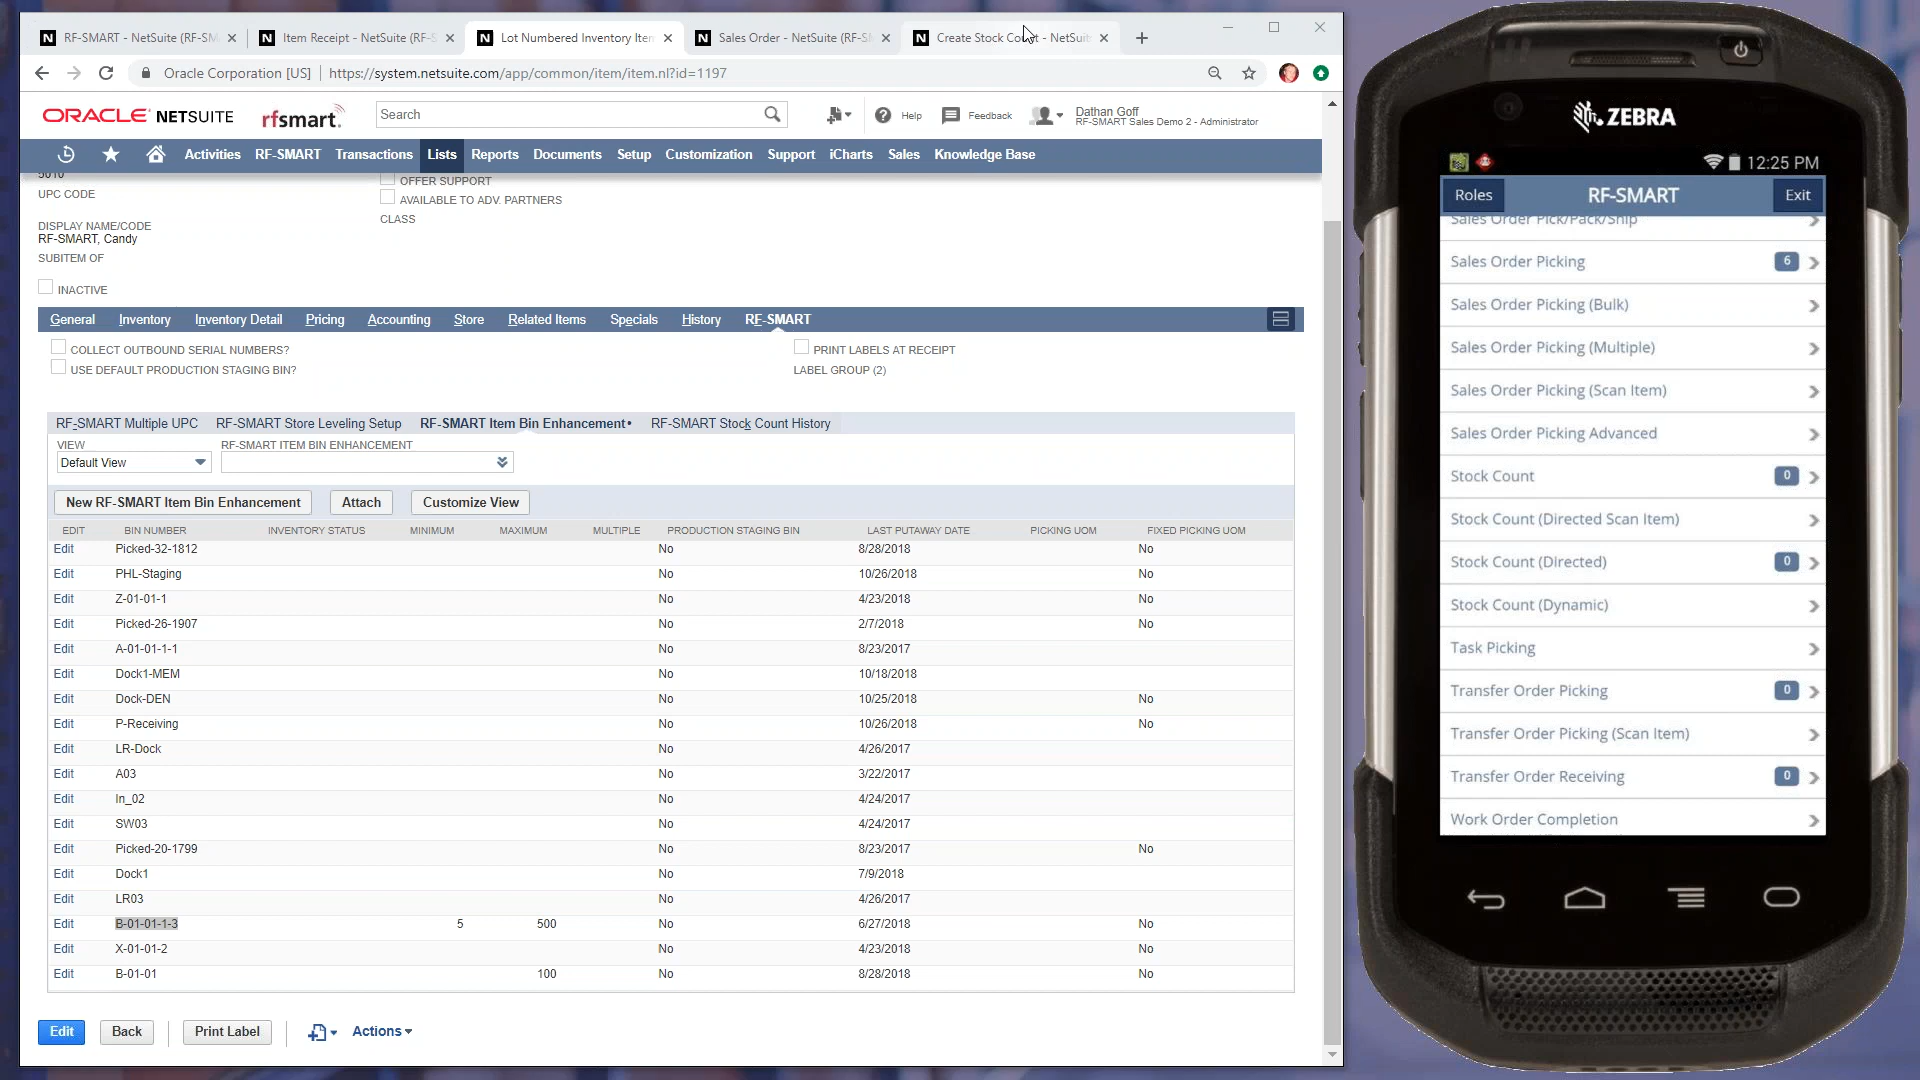 RF-SMART - NetSuite (RF-SM
Item Receipt - NetSuite (RF-S
Lot Numbered Inventory Item
Sales Order - NetSuite (RF-SM
Create Stock Count - NetSuit
Oracle Corporation [US]
https://system.netsuite.com/app/common/item/item.nl?id=1197
ORACLE NETSUITE
rfsmart.
Search
Help
Feedback
Dathan Goff
RF-SMART Sales Demo 2 - Administrator
Activities RF-SMART Transactions Lists Reports Documents Setup Customization Support iCharts Sales Knowledge Base
5010
UPC CODE
DISPLAY NAME/CODE
RF-SMART, Candy
SUBITEM OF
INACTIVE
OFFER SUPPORT
AVAILABLE TO ADV. PARTNERS
CLASS
General Inventory Inventory Detail Pricing Accounting Store Related Items Specials History RF-SMART
COLLECT OUTBOUND SERIAL NUMBERS?
USE DEFAULT PRODUCTION STAGING BIN?
PRINT LABELS AT RECEIPT
LABEL GROUP (2)
RF-SMART Multiple UPC RF-SMART Store Leveling Setup RF-SMART Item Bin Enhancement• RF-SMART Stock Count History
VIEW
Default View
RF-SMART ITEM BIN ENHANCEMENT
New RF-SMART Item Bin Enhancement Attach Customize View
EDIT BIN NUMBER INVENTORY STATUS MINIMUM MAXIMUM MULTIPLE PRODUCTION STAGING BIN LAST PUTAWAY DATE PICKING UOM FIXED PICKING UOM
Edit Picked-32-1812 No 8/28/2018 No
Edit PHL-Staging No 10/26/2018 No
Edit Z-01-01-1 No 4/23/2018 No
Edit Picked-26-1907 No 2/7/2018 No
Edit A-01-01-1-1 No 8/23/2017
Edit Dock1-MEM No 10/18/2018
Edit Dock-DEN No 10/25/2018 No
Edit P-Receiving No 10/26/2018 No
Edit LR-Dock No 4/26/2017
Edit A03 No 3/22/2017
Edit In_02 No 4/24/2017
Edit SW03 No 4/24/2017
Edit Picked-20-1799 No 8/23/2017 No
Edit Dock1 No 7/9/2018
Edit LR03 No 4/26/2017
Edit B-01-01-1-3 5 500 No 6/27/2018 No
Edit X-01-01-2 No 4/23/2018 No
Edit B-01-01 100 No 8/28/2018 No
Edit Back Print Label Actions
ZEBRA
12:25 PM
Roles RF-SMART Exit
Sales Order Pick/Pack/Ship
Sales Order Picking 6
Sales Order Picking (Bulk)
Sales Order Picking (Multiple)
Sales Order Picking (Scan Item)
Sales Order Picking Advanced
Stock Count 0
Stock Count (Directed Scan Item)
Stock Count (Directed) 0
Stock Count (Dynamic)
Task Picking
Transfer Order Picking 0
Transfer Order Picking (Scan Item)
Transfer Order Receiving 0
Work Order Completion